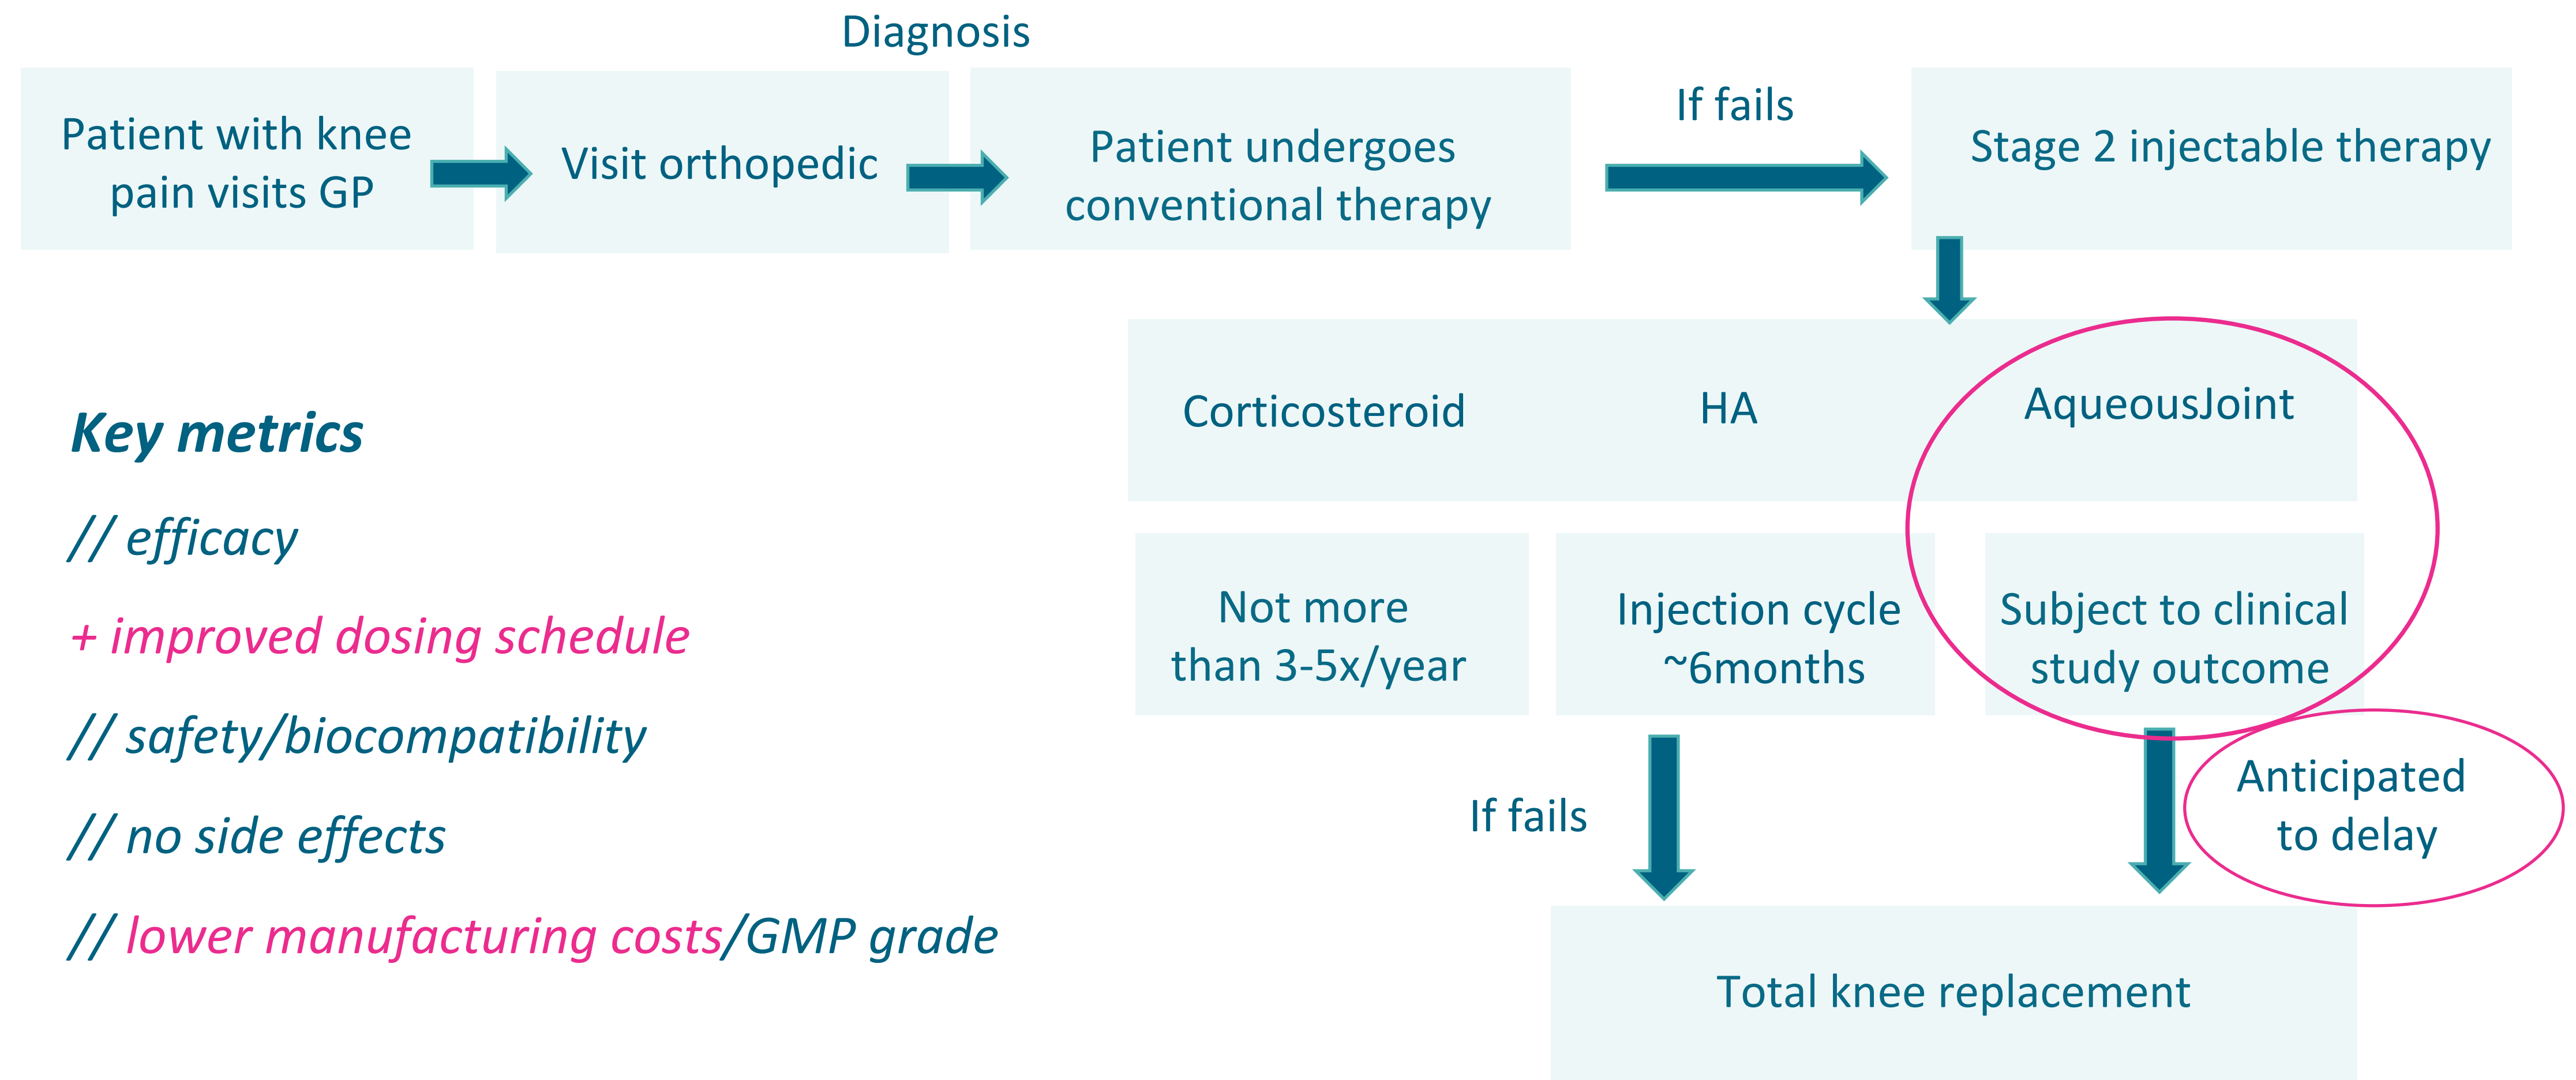 Diagnosis
Patient with knee
pain visits GP
Visit orthopedic
Patient undergoes
conventional therapy
If fails
Stage 2 injectable therapy
Corticosteroid
HA
AqueousJoint
Not more
than 3-5x/year
Injection cycle
~6months
Subject to clinical
study outcome
If fails
Anticipated
to delay
Total knee replacement
Key metrics
// efficacy
+ improved dosing schedule
// safety/biocompatibility
// no side effects
// lower manufacturing costs/GMP grade